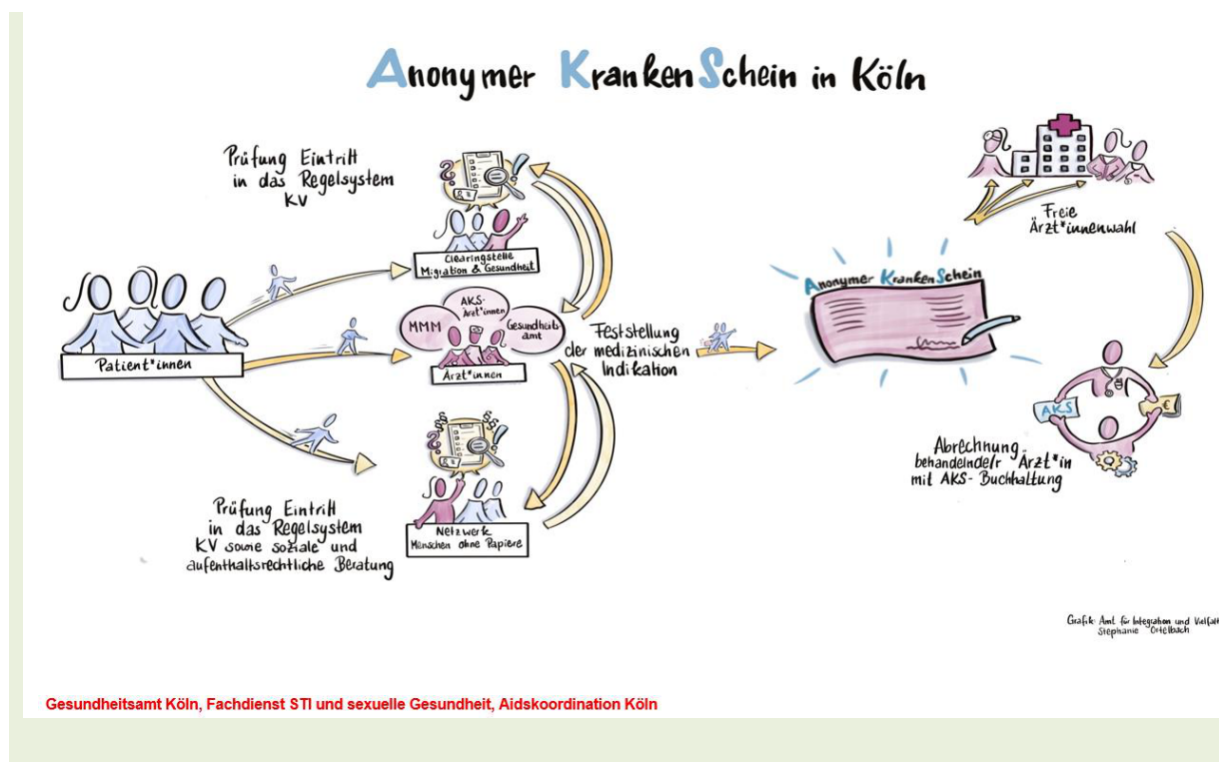 Anonymer KrankenSchein in Köln
Prüfung Eintritt
in das Regelsystem
KV
Clearingstelle
Migration & Gesundheit
Patient*innen
MMM
AKS-
Ärzt*innen
Gesundheits
amt
Ärzt*innen
Prüfung Eintritt
in das Regelsystem
KV sowie soziale und
aufenthaltsrechtliche Beratung
Netzwerk
Menschen ohne Papiere
Feststellung
der medizinischen
Indikation
Anonymer KrankenSchein
Freie
Ärzt*innenwahl
AKS
€
Abrechnung
behandelnde/r Ärzt*in
mit AKS-Buchhaltung
Grafik: Amt für Integration und Vielfalt
Stephanie Ortelbach
Gesundheitsamt Köln, Fachdienst STI und sexuelle Gesundheit, Aidskoordination Köln